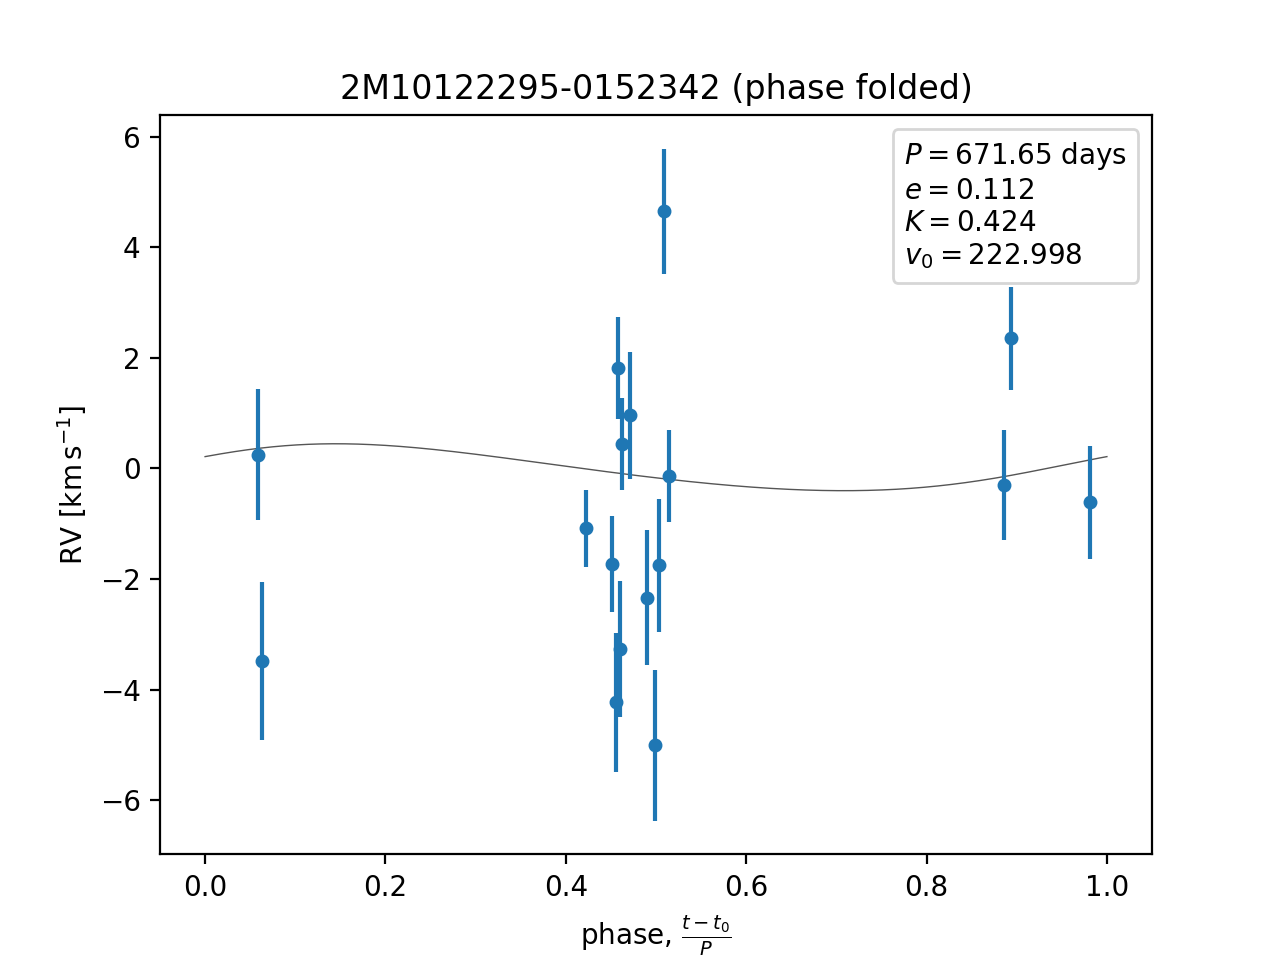 2M10122295-0152342 (phase folded)
P = 671.65 days
e = 0.112
K = 0.424
v₀ = 222.998
6
4
2
0
−2
−4
−6
RV [km s⁻¹]
0.0 0.2 0.4 0.6 0.8 1.0
phase, (t − t₀)/P